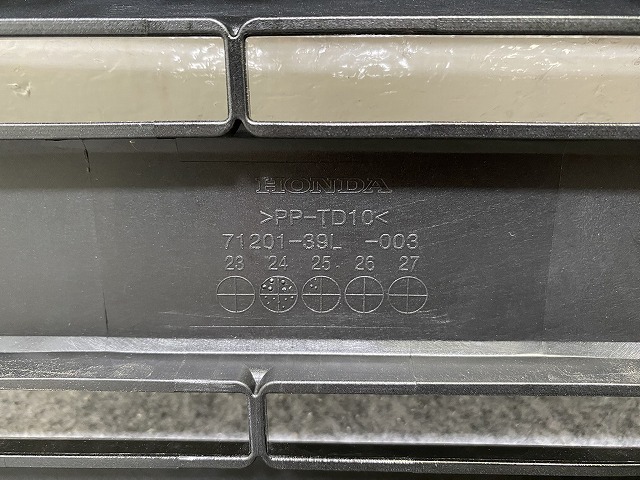 HONDA
>PP-TD10<
71201-39L -003
23 24 25 26 27